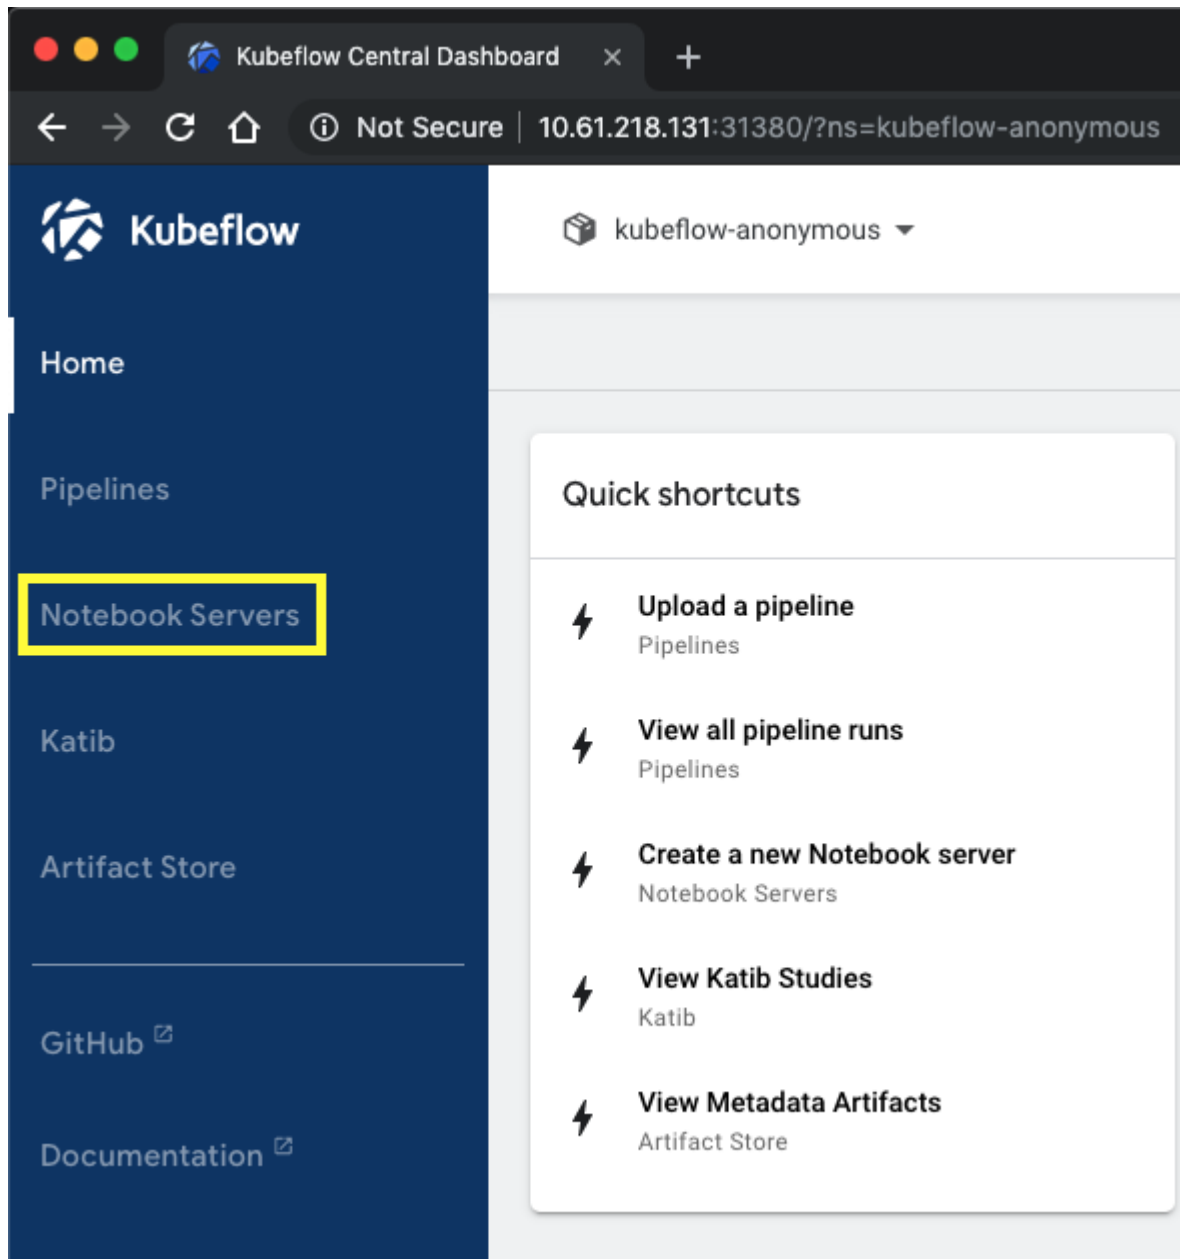 Kubeflow Central Dashboard
Not Secure | 10.61.218.131:31380/?ns=kubeflow-anonymous
Kubeflow
kubeflow-anonymous
Home
Pipelines
Notebook Servers
Katib
Artifact Store
GitHub
Documentation
Quick shortcuts
Upload a pipeline
Pipelines
View all pipeline runs
Pipelines
Create a new Notebook server
Notebook Servers
View Katib Studies
Katib
View Metadata Artifacts
Artifact Store